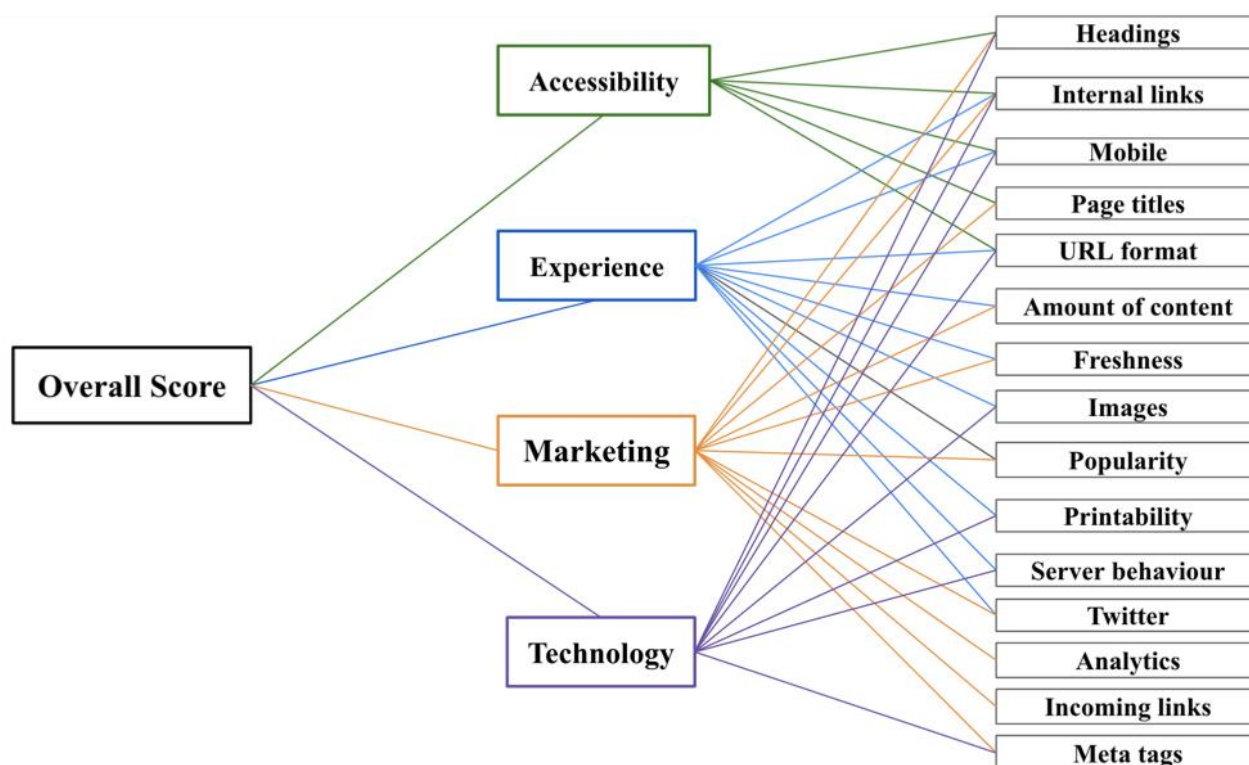 Overall Score
Accessibility
Experience
Marketing
Technology
Headings
Internal links
Mobile
Page titles
URL format
Amount of content
Freshness
Images
Popularity
Printability
Server behaviour
Twitter
Analytics
Incoming links
Meta tags